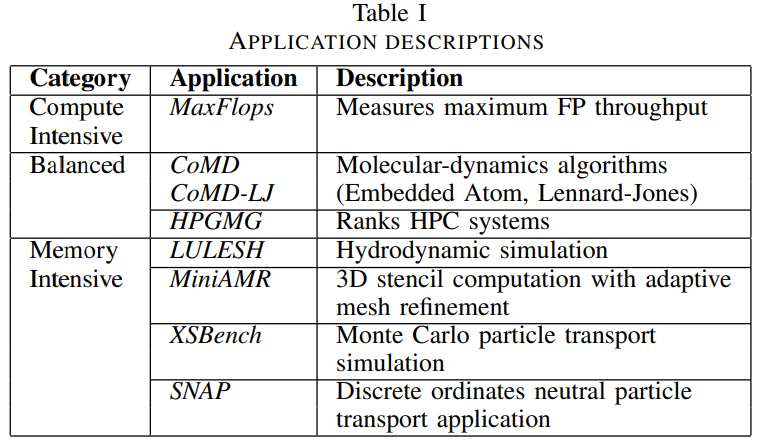 Table I
APPLICATION DESCRIPTIONS
Category Application Description
Compute MaxFlops Measures maximum FP throughput
Intensive
Balanced CoMD Molecular-dynamics algorithms
CoMD-LJ (Embedded Atom, Lennard-Jones)
HPGMG Ranks HPC systems
Memory LULESH Hydrodynamic simulation
Intensive MiniAMR 3D stencil computation with adaptive
mesh refinement
XSBench Monte Carlo particle transport
simulation
SNAP Discrete ordinates neutral particle
transport application